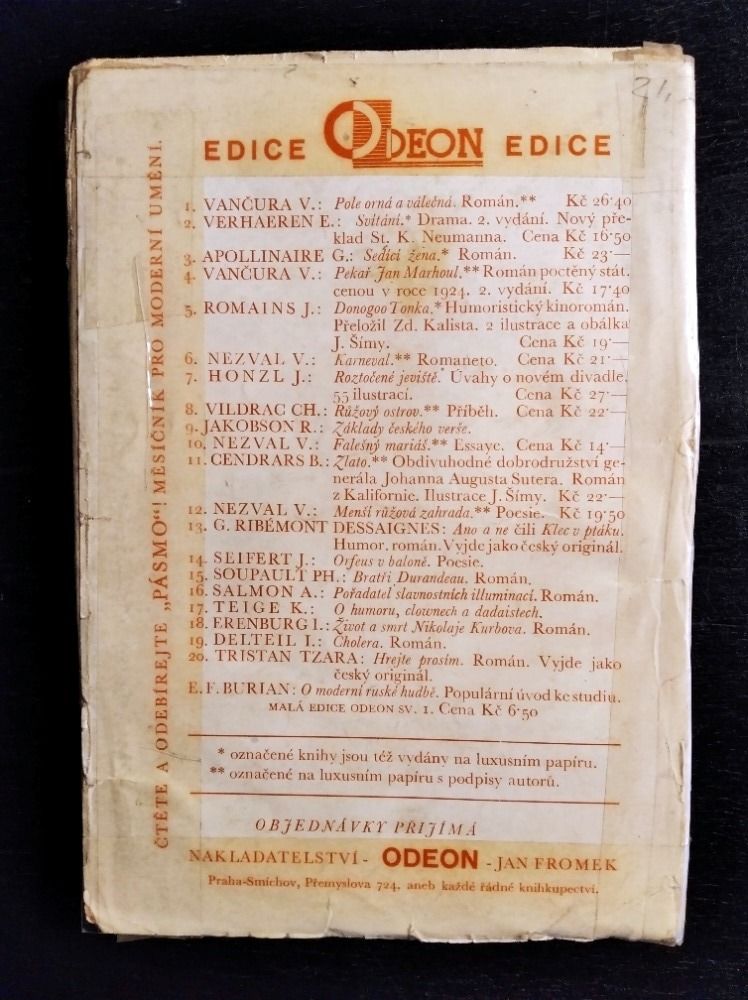 EDICE ODEON EDICE
1. VANČURA V.: Pole orná a válečná. Román.** Kč 26·40
2. VERHAEREN E.: Svítání.* Drama. 2. vydání. Nový pře-
klad St. K. Neumanna. Cena Kč 16·50
3. APOLLINAIRE G.: Sedící žena.* Román. Kč 23·—
4. VANČURA V.: Pekař Jan Marhoul.** Román poctěný stát.
cenou v roce 1924. 2. vydání. Kč 17·40
5. ROMAINS J.: Donogoo Tonka.* Humoristický kinoromán.
Přeložil Zd. Kalista. 2 ilustrace a obálka
J. Šímy. Cena Kč 19·—
6. NEZVAL V.: Karneval.** Romaneto. Cena Kč 21·—
7. HONZL J.: Roztočené jeviště.* Úvahy o novém divadle.
55 ilustrací. Cena Kč 27·—
8. VILDRAC CH.: Růžový ostrov.** Příběh. Cena Kč 22·—
9. JAKOBSON R.: Základy českého verše.
10. NEZVAL V.: Falešný mariáš.** Essaye. Cena Kč 14·—
11. CENDRARS B.: Zlato.** Obdivuhodné dobrodružství ge-
nerála Johanna Augusta Sutera. Román
z Kalifornie. Ilustrace J. Šímy. Kč 22·—
12. NEZVAL V.: Menší růžová zahrada.** Poesie. Kč 19·50
13. G. RIBÉMONT DESSAIGNES: Ano a ne čili Klec v ptáku.
Humor. román. Vyjde jako český originál.
14. SEIFERT J.: Orfeus v baloně. Poesie.
15. SOUPAULT PH.: Bratři Durandeau. Román.
16. SALMON A.: Pořadatel slavnostních illuminací. Román.
17. TEIGE K.: O humoru, clownech a dadaistech.
18. ERENBURG I.: Život a smrt Nikolaje Kurbova. Román.
19. DELTEIL I.: Cholera. Román.
20. TRISTAN TZARA: Hrejte prosím. Román. Vyjde jako
český originál.
E. F. BURIAN: O moderní ruské hudbě. Populární úvod ke studiu.
MALÁ EDICE ODEON SV. 1. Cena Kč 6·50
* označené knihy jsou též vydány na luxusním papíru.
** označené na luxusním papíru s podpisy autorů.
OBJEDNÁVKY PŘIJÍMÁ
NAKLADATELSTVÍ - ODEON - JAN FROMEK
Praha-Smíchov, Přemyslova 724, aneb každé řádné knihkupectví.
ČTĚTE A ODEBÍREJTE „PÁSMO“! MĚSÍČNÍK PRO MODERNÍ UMĚNÍ.